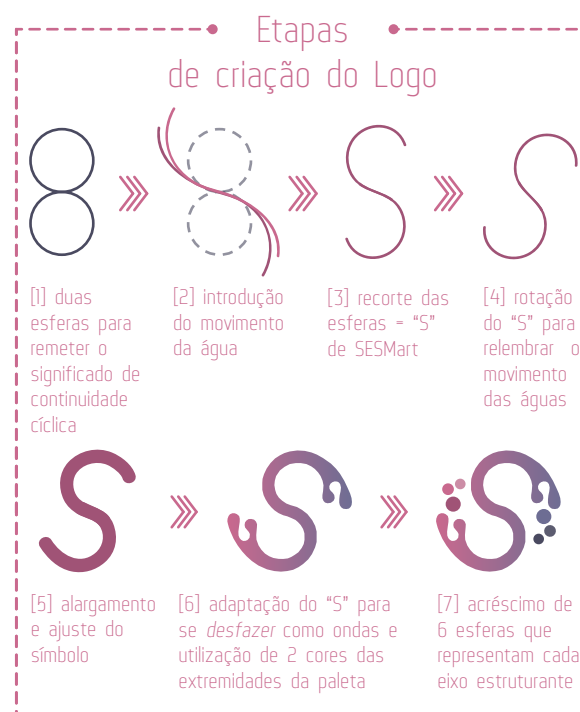 Etapas
de criação do Logo
[1] duas
esferas para
remeter o
significado de
continuidade
cíclica
[2] introdução
do movimento
da água
[3] recorte das
esferas = “S”
de SESMart
[4] rotação
do “S” para
relembrar o
movimento
das águas
[5] alargamento
e ajuste do
símbolo
[6] adaptação do “S” para
se desfazer como ondas e
utilização de 2 cores das
extremidades da paleta
[7] acréscimo de
6 esferas que
representam cada
eixo estruturante